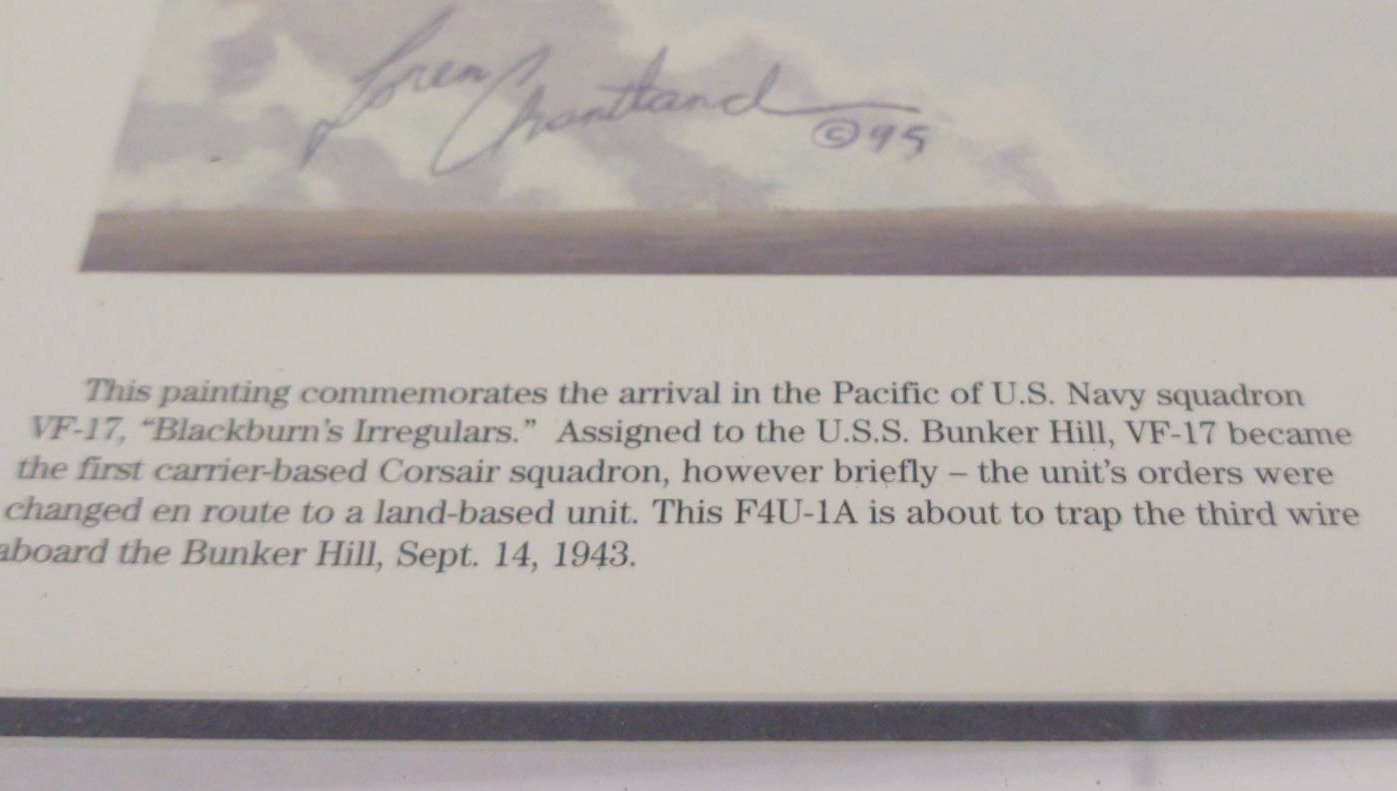 Loren Chantland
©95
This painting commemorates the arrival in the Pacific of U.S. Navy squadron
VF-17, “Blackburn’s Irregulars.” Assigned to the U.S.S. Bunker Hill, VF-17 became
the first carrier-based Corsair squadron, however briefly – the unit’s orders were
changed en route to a land-based unit. This F4U-1A is about to trap the third wire
aboard the Bunker Hill, Sept. 14, 1943.